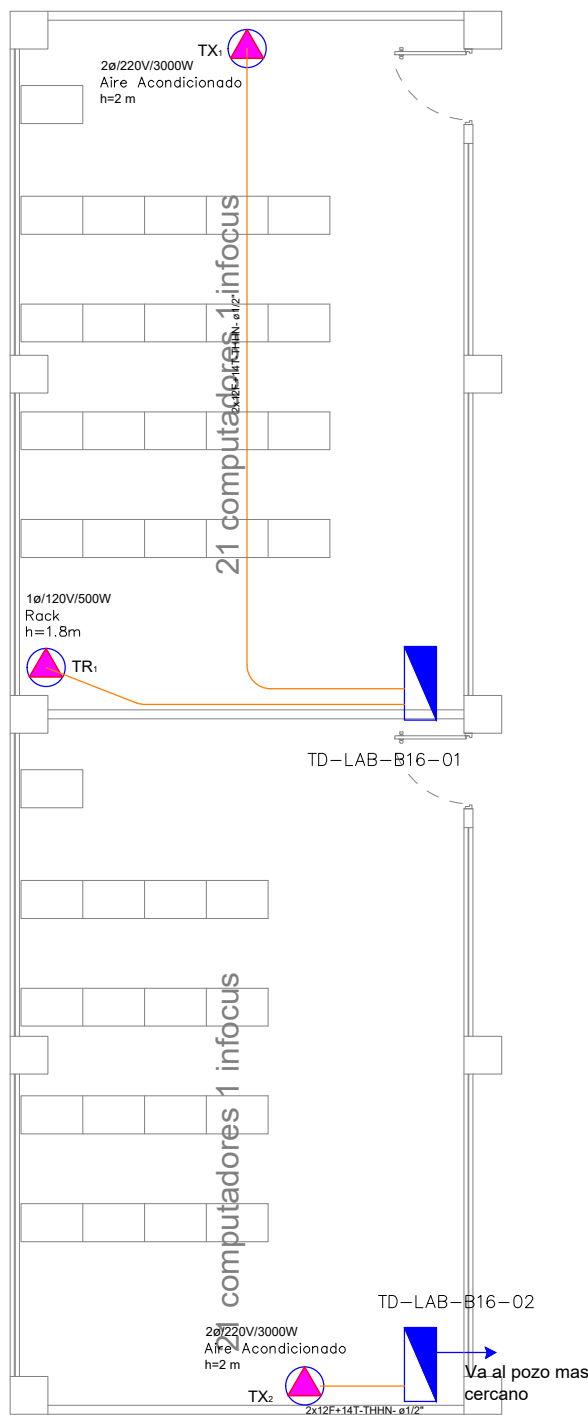 TX1
2ø/220V/3000W
Aire Acondicionado
h=2 m
21 computadores 1 infocus
2x12F+14T-THHN- ø1/2"
1ø/120V/500W
Rack
h=1.8m
TR1
TD-LAB-B16-01
21 computadores 1 infocus
TD-LAB-B16-02
2ø/220V/3000W
Aire Acondicionado
h=2 m
Va al pozo mas
cercano
TX2
2x12F+14T-THHN- ø1/2"